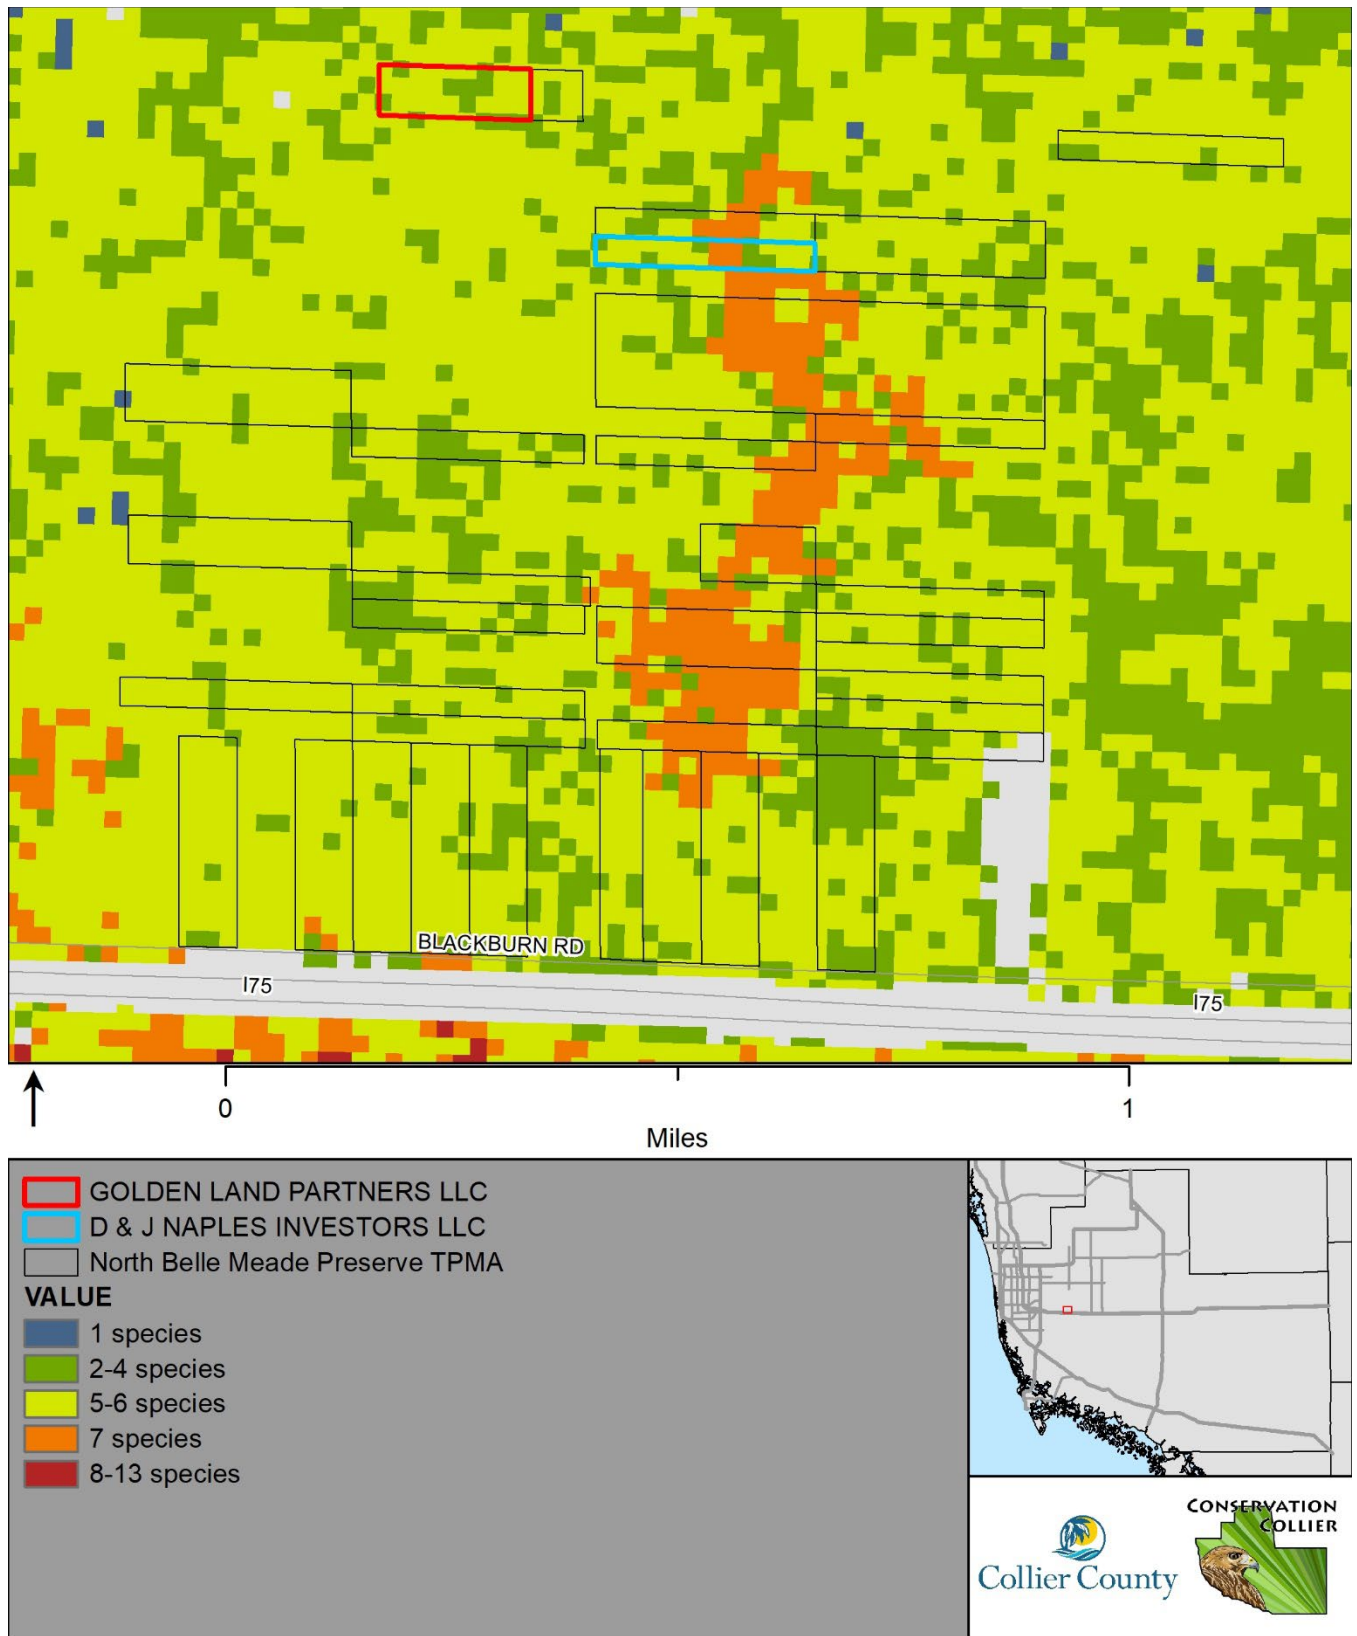 BLACKBURN RD
I75
I75
0
1
Miles
GOLDEN LAND PARTNERS LLC
D & J NAPLES INVESTORS LLC
North Belle Meade Preserve TPMA
VALUE
1 species
2-4 species
5-6 species
7 species
8-13 species
CONSERVATION
COLLIER
Collier County